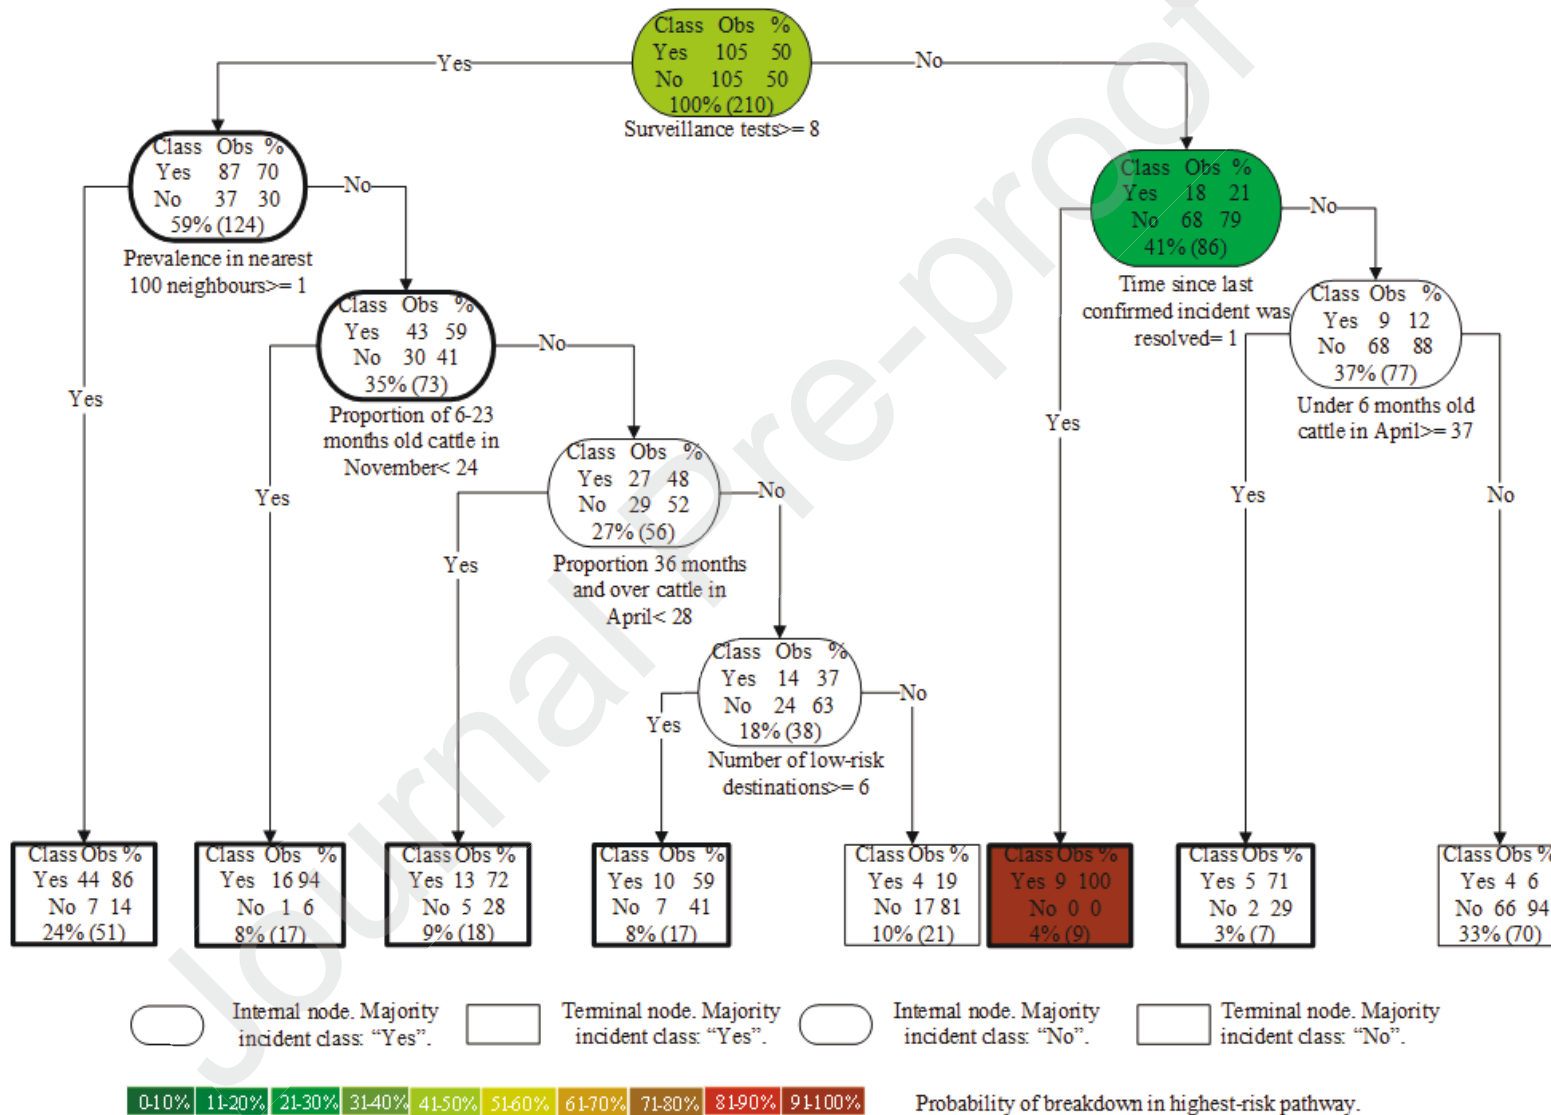 Class Obs %
Yes 105 50
No 105 50
100% (210)
Surveillance tests>= 8
Yes
No
Class Obs %
Yes 87 70
No 37 30
59% (124)
Prevalence in nearest
100 neighbours>= 1
No
Class Obs %
Yes 18 21
No 68 79
41% (86)
Time since last
confirmed incident was
resolved= 1
No
Class Obs %
Yes 43 59
No 30 41
35% (73)
Proportion of 6-23
months old cattle in
November< 24
No
Class Obs %
Yes 9 12
No 68 88
37% (77)
Under 6 months old
cattle in April>= 37
Yes
Yes
Class Obs %
Yes 27 48
No 29 52
27% (56)
Proportion 36 months
and over cattle in
April< 28
No
Yes
Yes
Yes
No
Class Obs %
Yes 14 37
No 24 63
18% (38)
Number of low-risk
destinations>= 6
Yes
No
Class Obs %
Yes 44 86
No 7 14
24% (51)
Class Obs %
Yes 16 94
No 1 6
8% (17)
Class Obs %
Yes 13 72
No 5 28
9% (18)
Class Obs %
Yes 10 59
No 7 41
8% (17)
Class Obs %
Yes 4 19
No 17 81
10% (21)
Class Obs %
Yes 9 100
No 0 0
4% (9)
Class Obs %
Yes 5 71
No 2 29
3% (7)
Class Obs %
Yes 4 6
No 66 94
33% (70)
Internal node. Majority
incident class: “Yes”.
Terminal node. Majority
incident class: “Yes”.
Internal node. Majority
incident class: “No”.
Terminal node. Majority
incident class: “No”.
0-10% 11-20% 21-30% 31-40% 41-50% 51-60% 61-70% 71-80% 81-90% 91-100%
Probability of breakdown in highest-risk pathway.
Journal Pre-proof